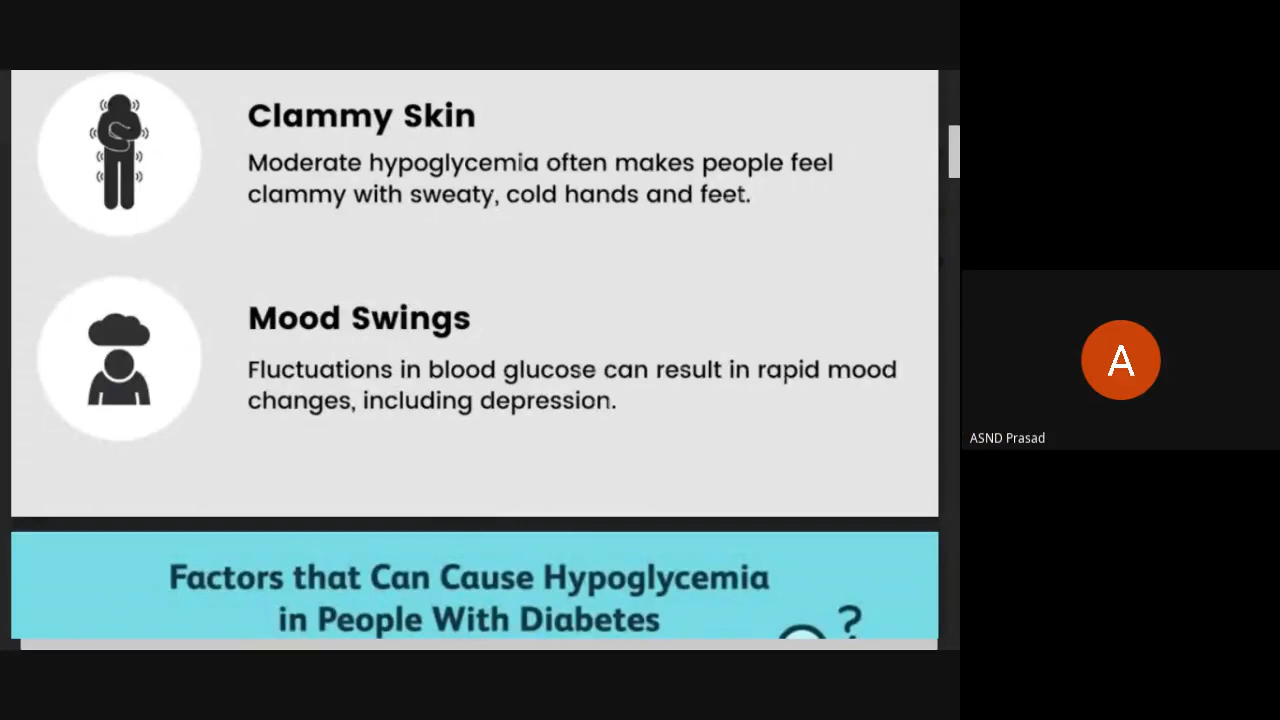 Clammy Skin
Moderate hypoglycemia often makes people feel
clammy with sweaty, cold hands and feet.
Mood Swings
Fluctuations in blood glucose can result in rapid mood
changes, including depression.
Factors that Can Cause Hypoglycemia
in People With Diabetes
?
A
ASND Prasad